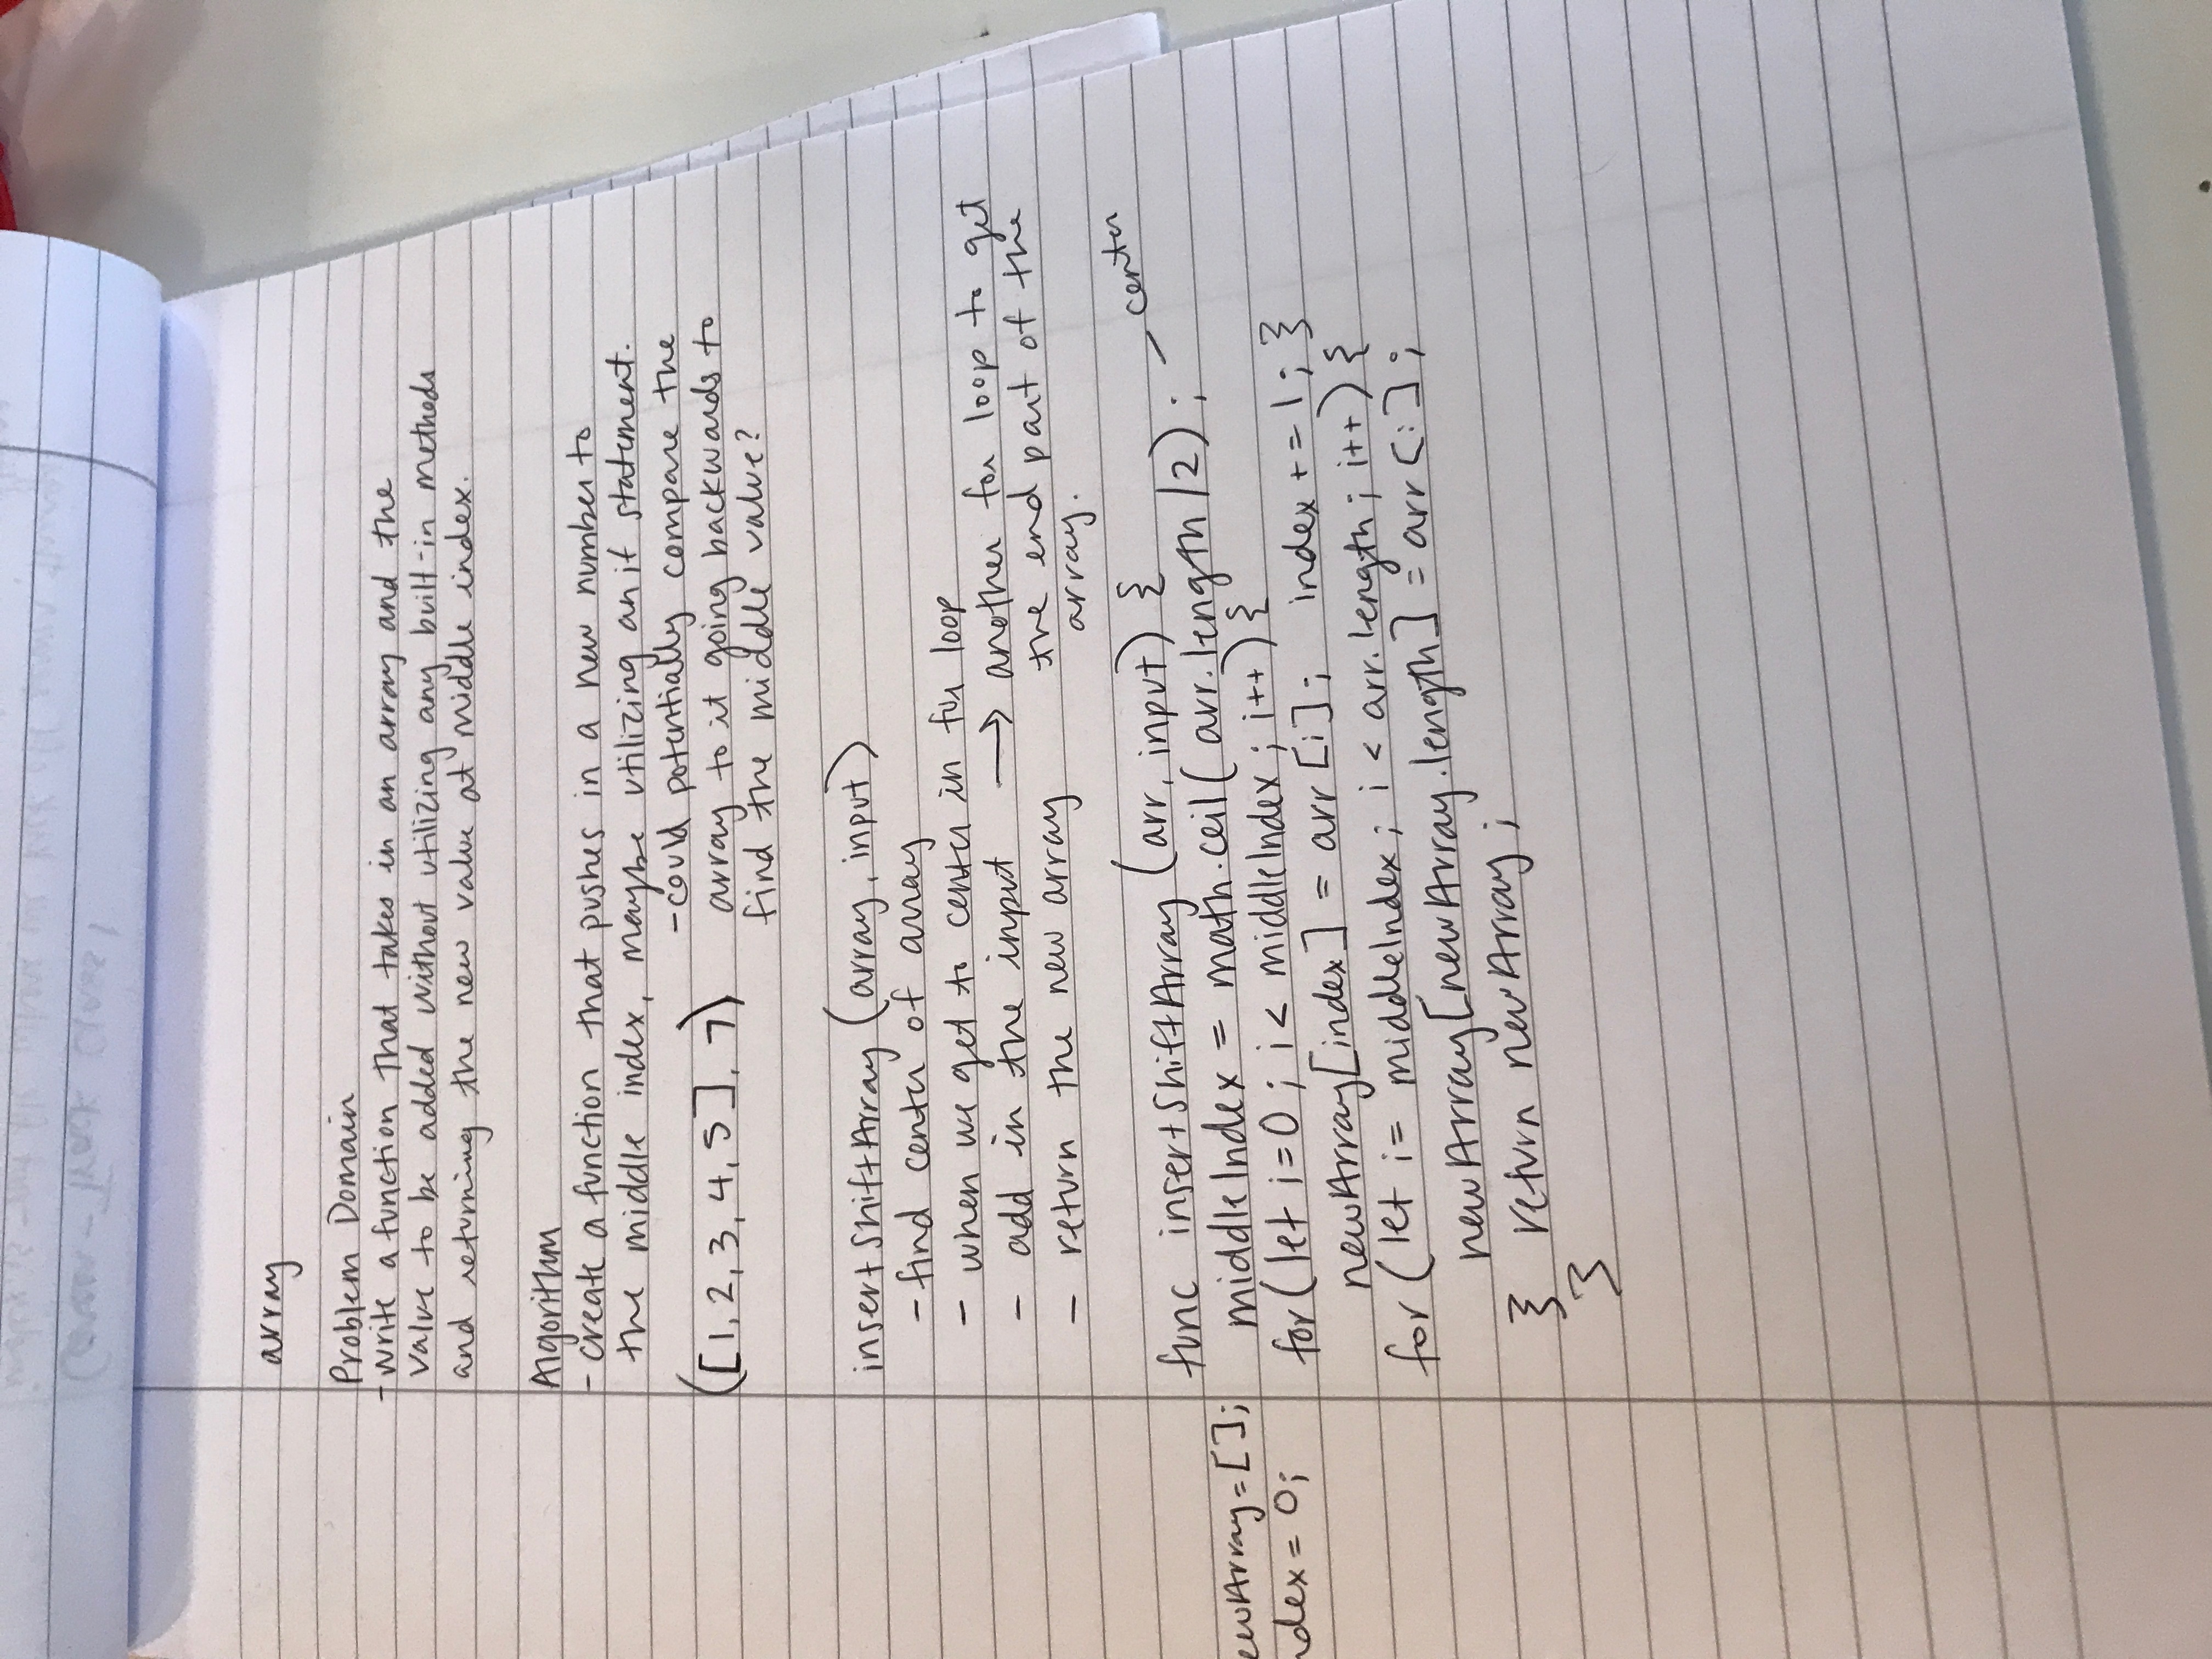 array
Problem Domain
- write a function that takes in an array and the
value to be added without utilizing any built-in methods
and returning the new value at middle index.
Algorithm
- create a function that pushes in a new number to
the middle index, maybe utilizing an if statement.
- could potentially compare the
([1, 2, 3, 4, 5], 7)
array to it going backwards to
find the middle value?
insertShiftArray (array, input)
- find center of array
- when we get to center in for loop
- add in the input → another for loop to get
the end part of the
- return the new array
array.
func insertShiftArray (arr, input) {
- center
middleIndex = math.ceil( arr.length /2) ;
ewArray = [];
for ( let i=0 ; i < middleIndex ; i++ ) {
ndex = 0;
newArray[index] = arr [i] ; index += 1 ; }
for ( let i = middleIndex ; i < arr.length ; i++ ) {
newArray[newArray.length] = arr [i] ;
} return newArray ;
}